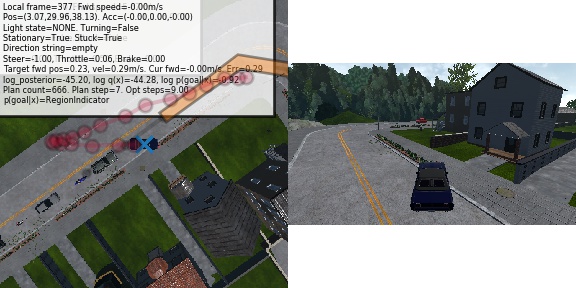 Local frame=377. Fwd speed=-0.00m/s
Pos=(3.07,29.96,38.13). Acc=(-0.00,0.00,-0.00)
Light state=NONE. Turning=False
Stationary=True. Stuck=True
Direction string=empty
Steer=-1.00, Throttle=0.06, Brake=0.00
Target fwd pos=0.23, vel=0.29m/s. Cur fwd=-0.00m/s. Err=0.29
log_posterior=-45.20, log q(x)=-44.28, log p(goal|x)=-0.92
Plan count=666. Plan step=7. Opt steps=9.00
p(goal|x)=RegionIndicator